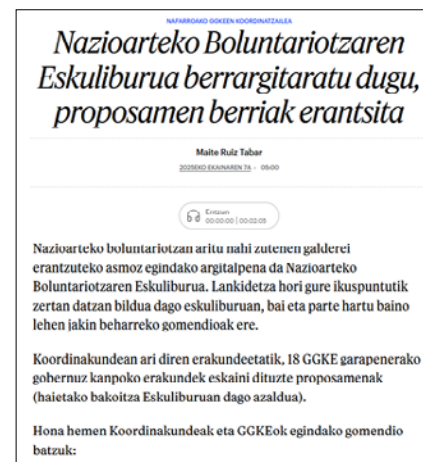 NAFARROAKO GGKEEN KOORDINATZAILEA
Nazioarteko Boluntariotzaren
Eskuliburua berrargitaratu dugu,
proposamen berriak erantsita
Maite Ruiz Tabar
2025EKO EKAINAREN 7A - 05:00
Entzun
00:00:00 | 00:02:05
Nazioarteko boluntariotzan aritu nahi zutenen galderei
erantzuteko asmoz egindako argitalpena da Nazioarteko
Boluntariotzaren Eskuliburua. Lankidetza hori gure ikuspuntutik
zertan datzan bildua dago eskuliburuan, bai eta parte hartu baino
lehen jakin beharreko gomendioak ere.
Koordinakundean ari diren erakundeetatik, 18 GGKE garapenerako
gobernuz kanpoko erakundek eskaini dituzte proposamenak
(haietako bakoitza Eskuliburuan dago azaldua).
Hona hemen Koordinakundeak eta GGKEok egindako gomendio
batzuk: